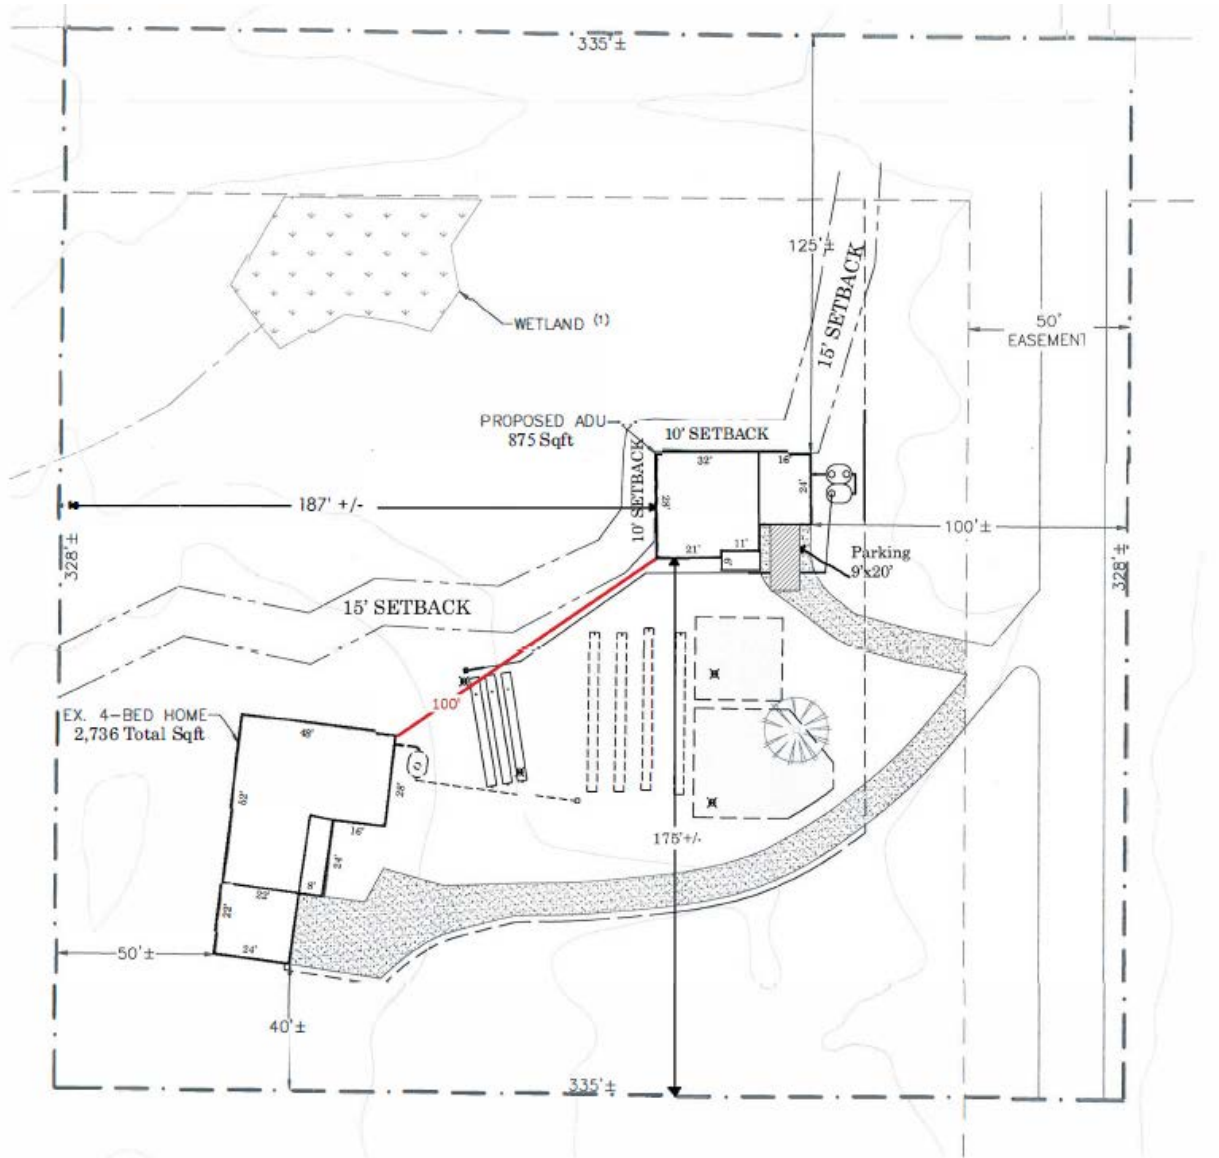 335'±
125'±
15' SETBACK
WETLAND (1)
50'
EASEMENT
PROPOSED ADU
875 Sqft
10' SETBACK
10' SETBACK
32'
16'
24'
28'
21'
11'
6'
187' +/-
100'±
328'±
328'±
Parking
9'x20'
15' SETBACK
100'
EX. 4-BED HOME
2,736 Total Sqft
48'
52'
28'
16'
24'
8'
22'
22'
24'
175'+/-
50'±
40'±
335'±